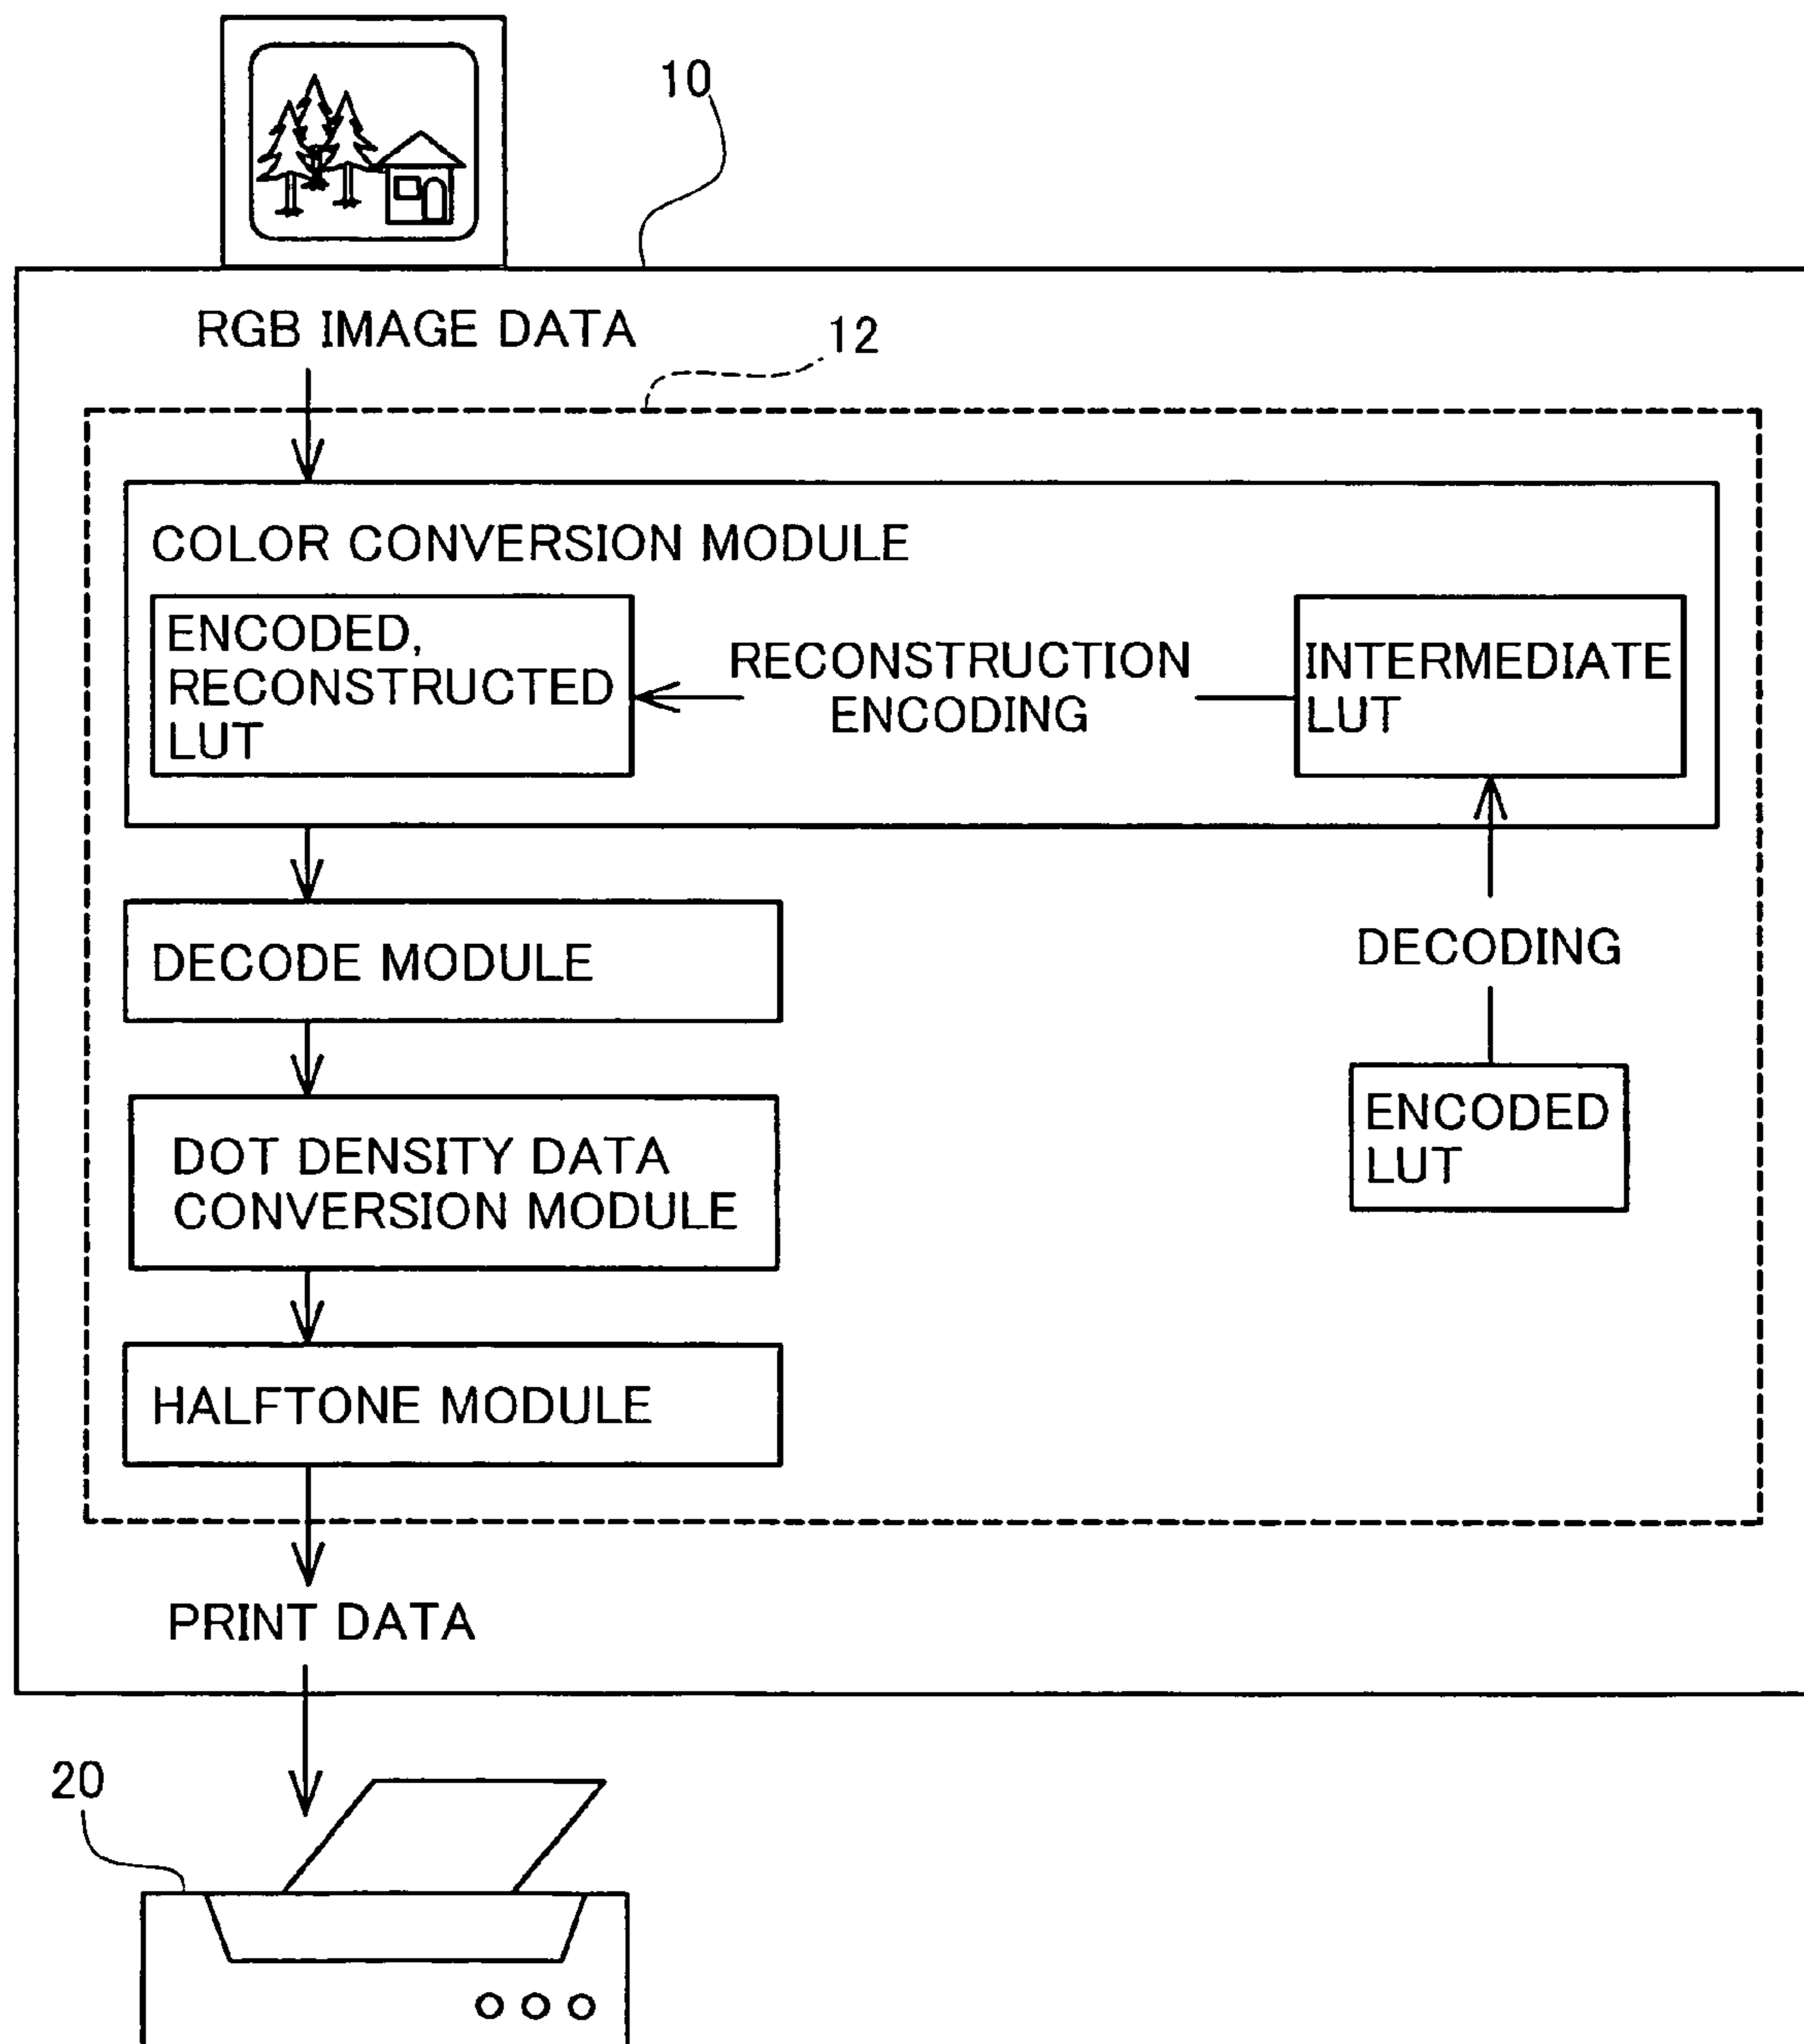 10
RGB IMAGE DATA
12
COLOR CONVERSION MODULE
ENCODED,
RECONSTRUCTED
LUT
RECONSTRUCTION
ENCODING
INTERMEDIATE
LUT
DECODE MODULE
DECODING
DOT DENSITY DATA
CONVERSION MODULE
ENCODED
LUT
HALFTONE MODULE
PRINT DATA
20